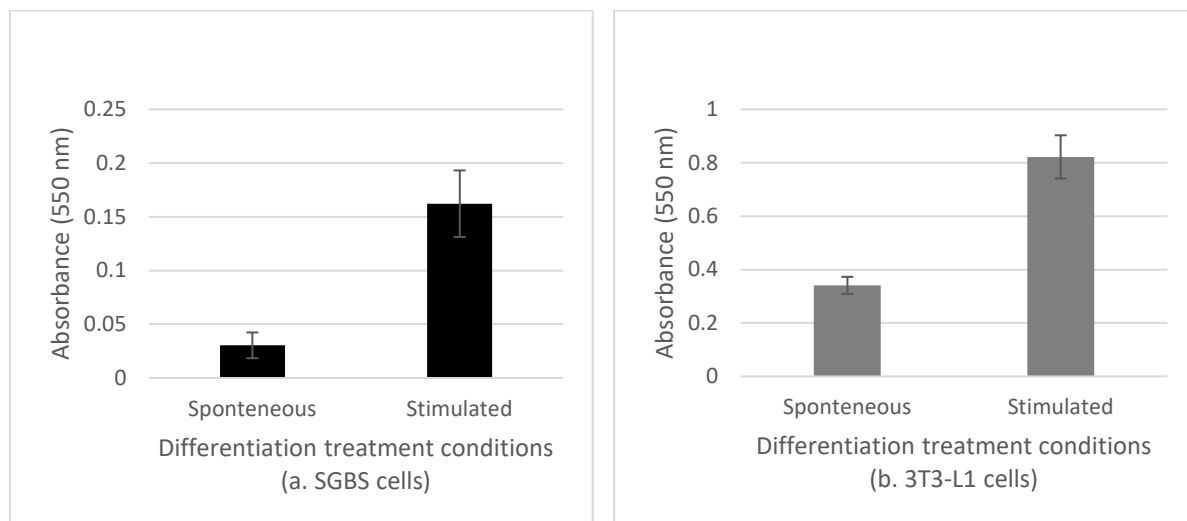 Absorbance (550 nm)
0.25
0.2
0.15
0.1
0.05
0
Sponteneous Stimulated
Differentiation treatment conditions
(a. SGBS cells)
Absorbance (550 nm)
1
0.8
0.6
0.4
0.2
0
Sponteneous Stimulated
Differentiation treatment conditions
(b. 3T3-L1 cells)